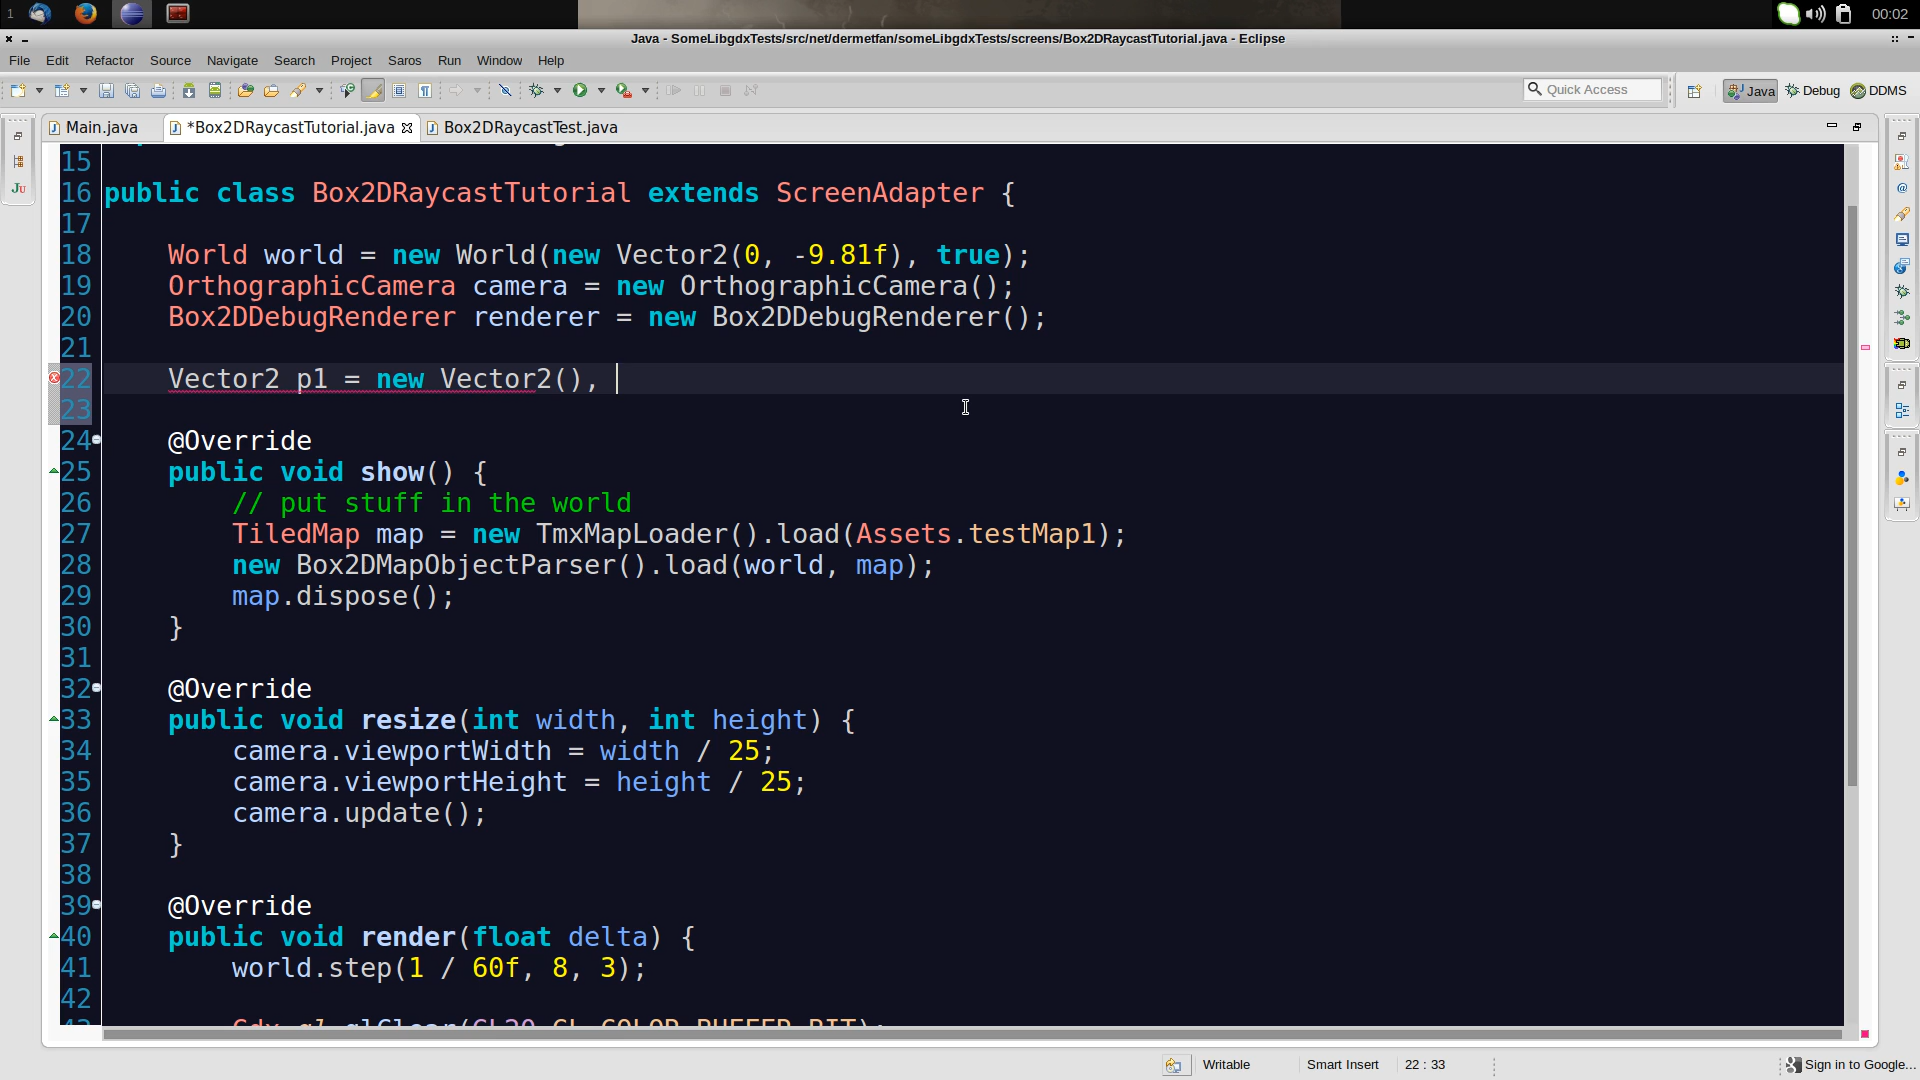 1
00:02
Java - SomeLibgdxTests/src/net/dermetfan/someLibgdxTests/screens/Box2DRaycastTutorial.java - Eclipse
File Edit Refactor Source Navigate Search Project Saros Run Window Help
Quick Access
Java
Debug
DDMS
Main.java
*Box2DRaycastTutorial.java
Box2DRaycastTest.java
15
16 public class Box2DRaycastTutorial extends ScreenAdapter {
17
18 World world = new World(new Vector2(0, -9.81f), true);
19 OrthographicCamera camera = new OrthographicCamera();
20 Box2DDebugRenderer renderer = new Box2DDebugRenderer();
21
22 Vector2 p1 = new Vector2(),
23
24 @Override
25 public void show() {
26 // put stuff in the world
27 TiledMap map = new TmxMapLoader().load(Assets.testMap1);
28 new Box2DMapObjectParser().load(world, map);
29 map.dispose();
30 }
31
32 @Override
33 public void resize(int width, int height) {
34 camera.viewportWidth = width / 25;
35 camera.viewportHeight = height / 25;
36 camera.update();
37 }
38
39 @Override
40 public void render(float delta) {
41 world.step(1 / 60f, 8, 3);
42
43 Gdx.gl.glClear(GL20.GL_COLOR_BUFFER_BIT);
Writable
Smart Insert
22 : 33
Sign in to Google...